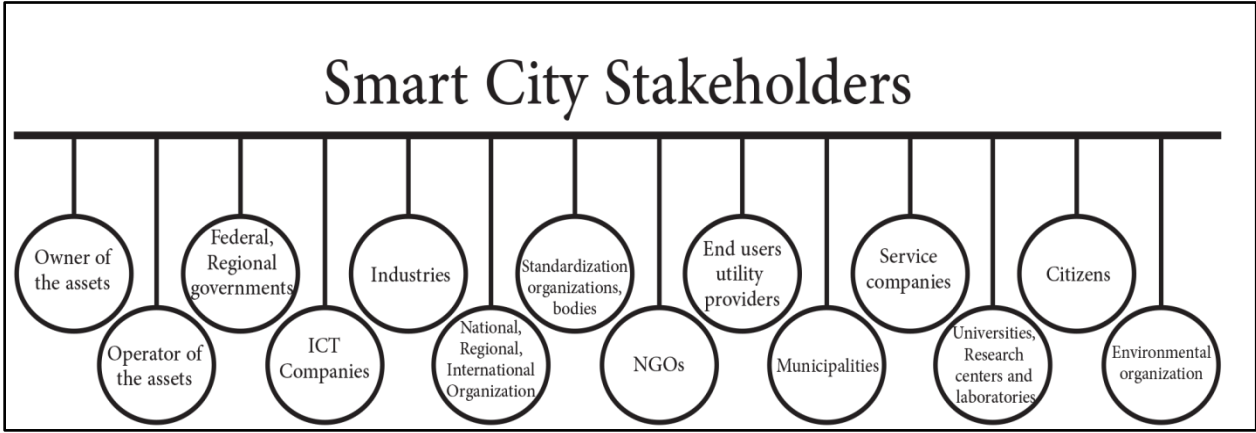 Smart City Stakeholders
Owner of
the assets
Operator of
the assets
Federal,
Regional
governments
ICT
Companies
Industries
National,
Regional,
International
Organization
Standardization
organizations,
bodies
NGOs
End users
utility
providers
Municipalities
Service
companies
Universities,
Research
centers and
laboratories
Citizens
Environmental
organization